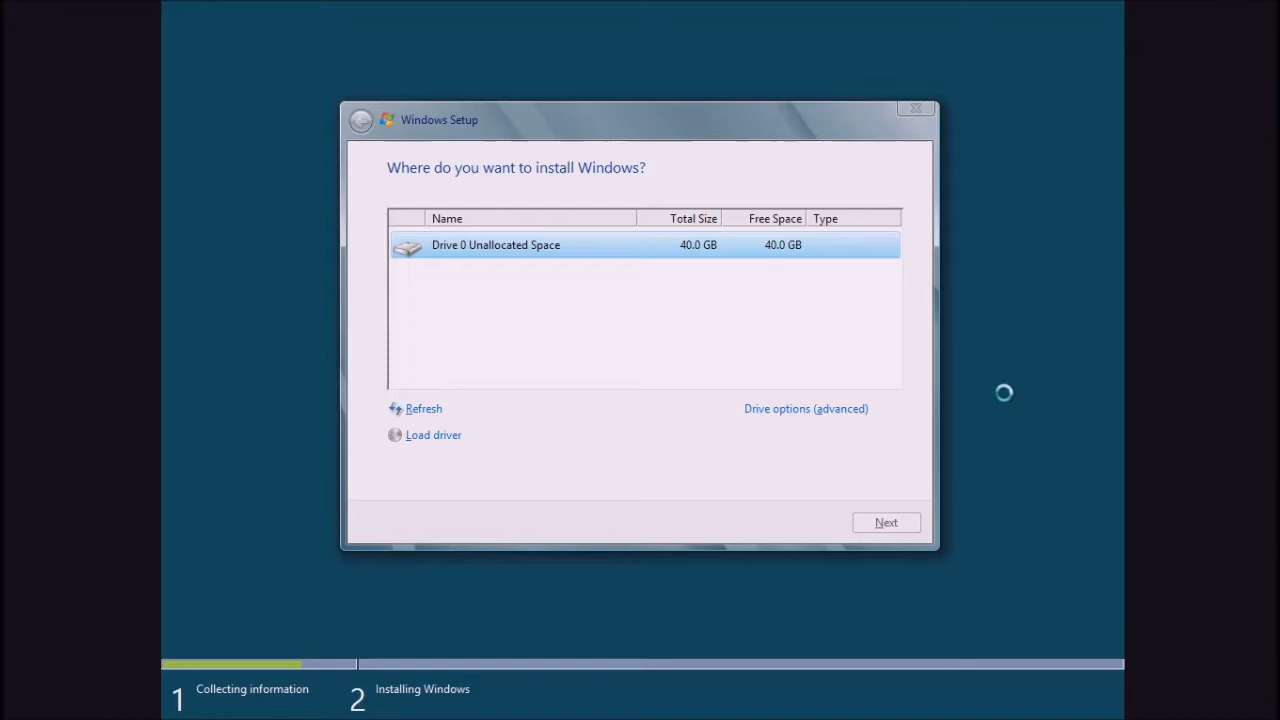 Windows Setup
Where do you want to install Windows?
Name Total Size Free Space Type
Drive 0 Unallocated Space 40.0 GB 40.0 GB
Refresh Drive options (advanced)
Load driver
Next
1 Collecting information 2 Installing Windows